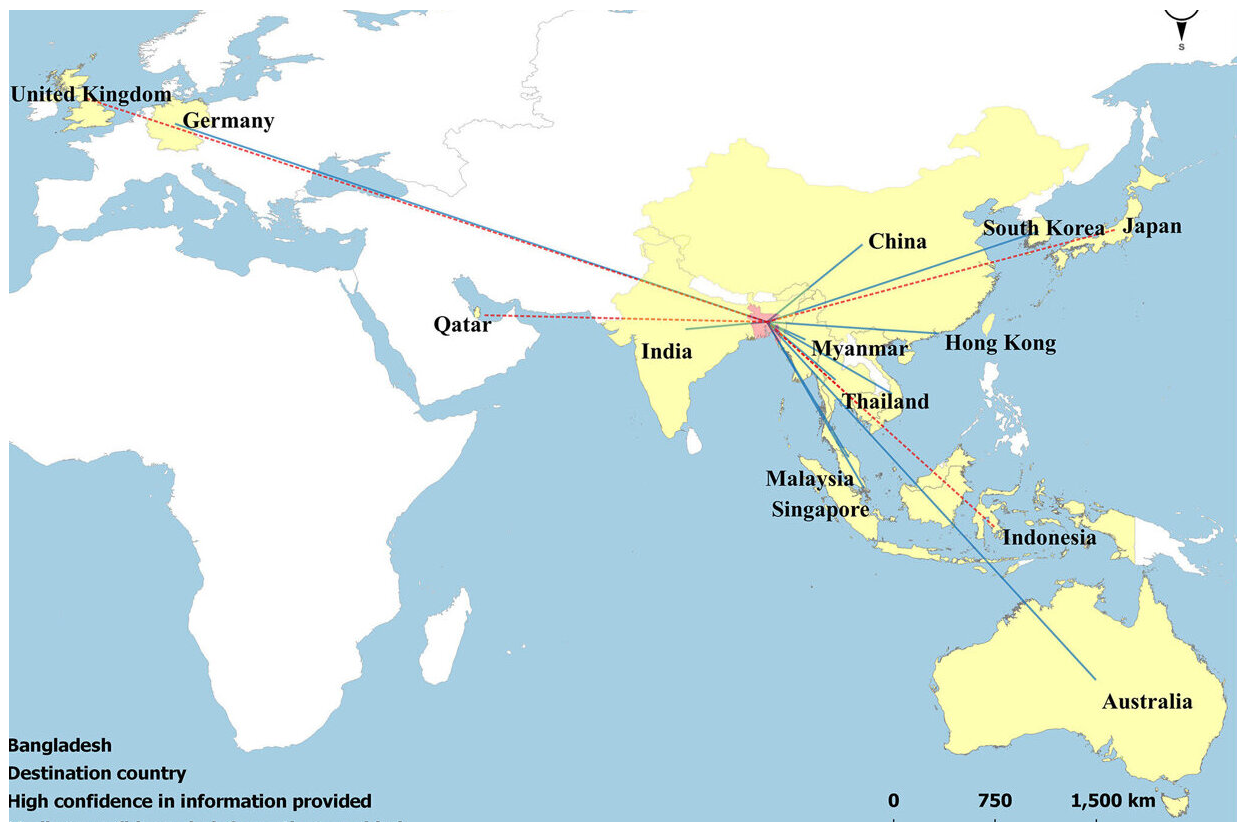 S
United Kingdom
Germany
China
South Korea
Japan
Qatar
India
Myanmar
Hong Kong
Thailand
Malaysia
Singapore
Indonesia
Australia
Bangladesh
Destination country
High confidence in information provided
0 750 1,500 km